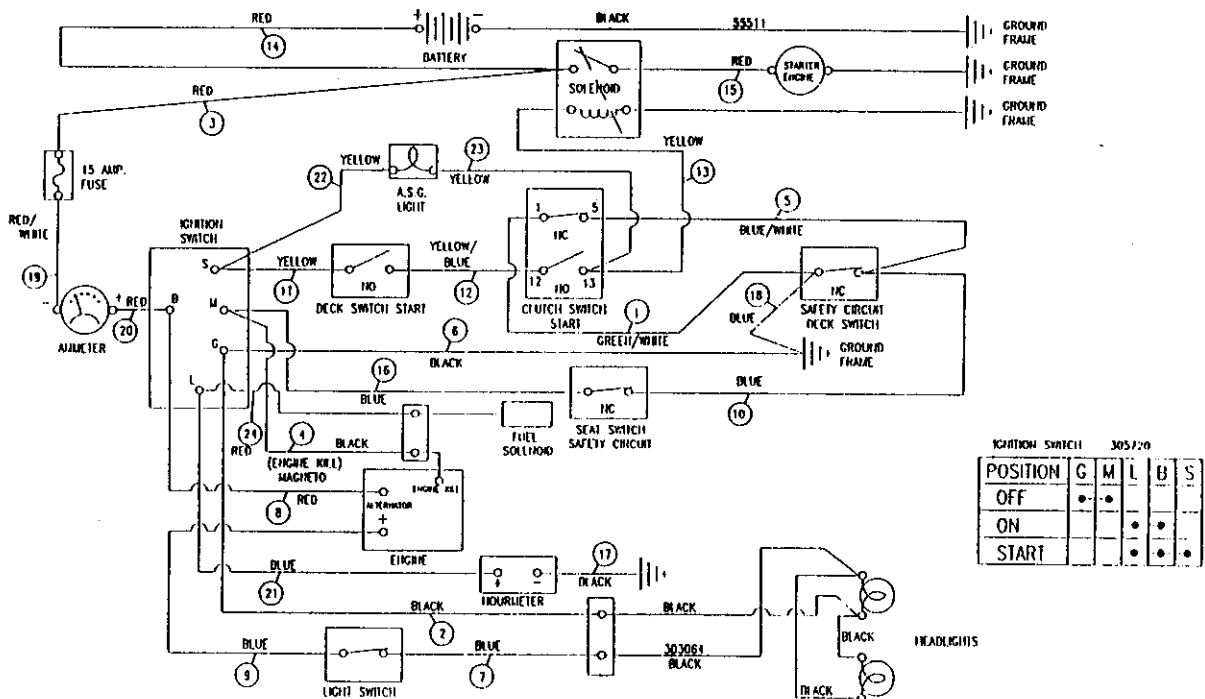 RED
14
+
-
BATTERY
BLACK
55511
GROUND
FRAME
SOLENOID
RED
15
STARTER
ENGINE
GROUND
FRAME
RED
3
GROUND
FRAME
15 AMP.
FUSE
YELLOW
22
23
YELLOW
A.S.G.
LIGHT
YELLOW
13
RED/
WHITE
19
IGNITION
SWITCH
S
YELLOW
11
NO
DECK SWITCH START
YELLOW/
BLUE
12
1
5
NC
12
13
NO
CLUTCH SWITCH
START
5
BLUE/WHITE
NC
SAFETY CIRCUIT
DECK SWITCH
18
BLUE
-
+
RED
20
AMMETER
B
M
G
L
1
GREEN/WHITE
6
BLACK
GROUND
FRAME
16
BLUE
NC
SEAT SWITCH
SAFETY CIRCUIT
BLUE
10
24
RED
4
BLACK
(ENGINE KILL)
MAGNETO
FUEL
SOLENOID
ENGINE KILL
8
RED
ALTERNATOR
+
ENGINE
BLUE
21
+
-
HOURMETER
17
BLACK
BLACK
2
BLACK
BLUE
9
LIGHT SWITCH
BLUE
7
303064
BLACK
BLACK
BLACK
HEADLIGHTS
IGNITION SWITCH 305720
POSITION G M L B S
OFF
ON
START